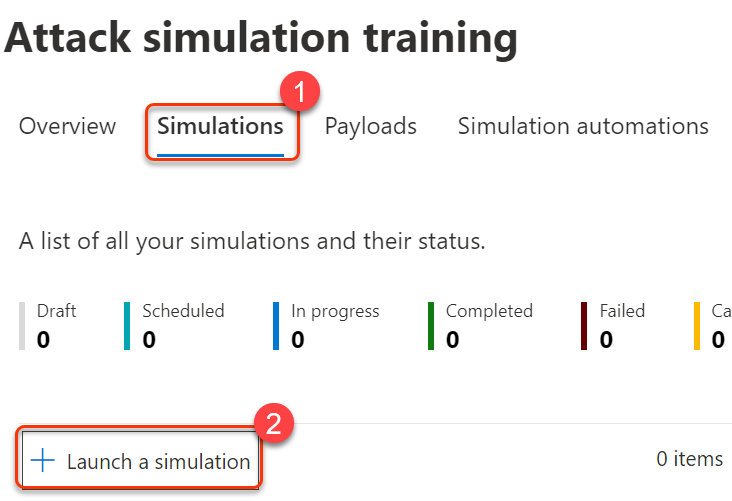 Attack simulation training
1
Overview Simulations Payloads Simulation automations
A list of all your simulations and their status.
Draft Scheduled In progress Completed Failed Ca
0 0 0 0 0 0
2
Launch a simulation 0 items